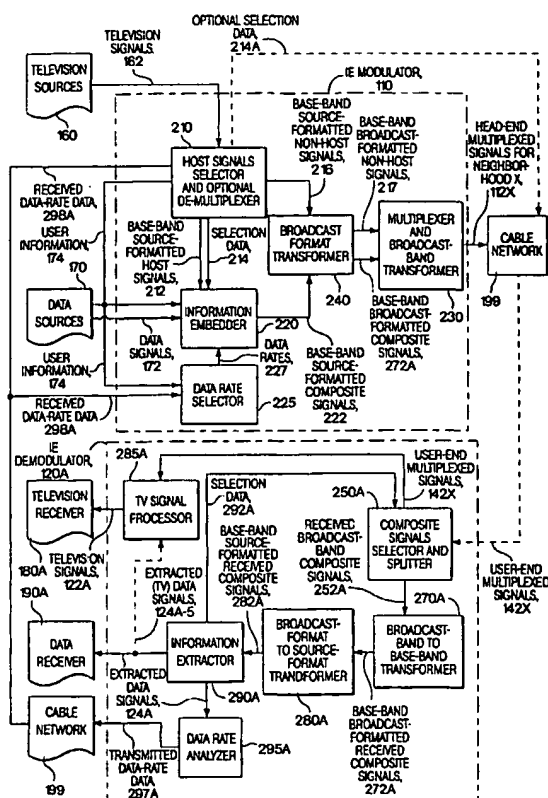 OPTIONAL SELECTION
DATA, 214A
TELEVISION
SIGNALS,
162
TELEVISION
SOURCES
160
IE MODULATOR, 110
210
HOST SIGNALS
SELECTOR
AND OPTIONAL
DE-MULTIPLEXER
BASE-BAND
SOURCE-
FORMATTED
NON-HOST
SIGNALS, 216
BASE-BAND
BROADCAST-
FORMATTED
NON-HOST
SIGNALS, 217
HEAD-END
MULTIPLEXED
SIGNALS FOR
NEIGHBOR-
HOOD X,
112X
RECEIVED
DATA-RATE DATA,
298A
USER
INFORMATION,
174
BASE-BAND
SOURCE-
FORMATTED
HOST
SIGNALS,
212
SELECTION
DATA,
214
BROADCAST
FORMAT
TRANSFORMER
240
MULTIPLEXER
AND
BROADCAST-
BAND
TRANSFORMER
230
CABLE
NETWORK
199
170
DATA
SOURCES
DATA
SIGNALS,
172
INFORMATION
EMBEDDER
220
DATA
RATES,
227
BASE-BAND
SOURCE-
FORMATTED
COMPOSITE
SIGNALS,
222
BASE-BAND
BROADCAST-
FORMATTED
COMPOSITE
SIGNALS,
272A
USER
INFORMATION,
174
DATA RATE
SELECTOR
225
RECEIVED
DATA-RATE DATA
298A
IE
DEMODULATOR,
120A
285A
TELEVISION
RECEIVER
180A
TELEVISION
SIGNALS,
122A
TV SIGNAL
PROCESSOR
SELECTION
DATA,
292A
USER-END
MULTIPLEXED
SIGNALS,
142X
250A
COMPOSITE
SIGNALS
SELECTOR AND
SPLITTER
USER-END
MULTIPLEXED
SIGNALS,
142X
EXTRACTED
(TV) DATA
SIGNALS,
124A-5
BASE-BAND
SOURCE-
FORMATTED
RECEIVED
COMPOSITE
SIGNALS,
282A
RECEIVED
BROADCAST-
BAND
COMPOSITE
SIGNALS,
252A
270A
190A
DATA
RECEIVER
INFORMATION
EXTRACTOR
290A
BROADCAST-
FORMAT
TO SOURCE-
FORMAT
TRANDFORMER
280A
BROADCAST-
BAND TO
BASE-BAND
TRANSFORMER
EXTRACTED
DATA
SIGNALS,
124A
BASE-BAND
BROADCAST-
FORMATTED
RECEIVED
COMPOSITE
SIGNALS,
272A
CABLE
NETWORK
199
TRANSMITTED
DATA-RATE
DATA
297A
DATA RATE
ANALYZER
295A